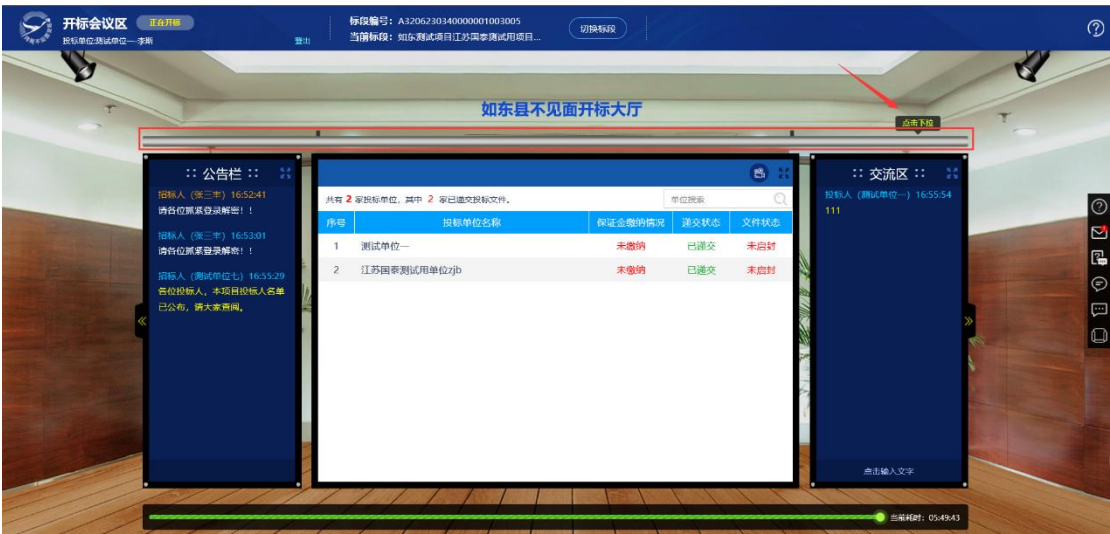 开标会议区 正在开标
投标单位:测试单位一-李斯 登出
标段编号：A3206230340000001003005
当前标段：如东测试项目江苏国泰测试用项目...
切换标段
如东县不见面开标大厅
点击下拉
:: 公告栏 ::
招标人（张三丰）16:52:41
请各位抓紧登录解密！！
招标人（张三丰）16:53:01
请各位抓紧登录解密！！
招标人（测试单位七）16:55:29
各位投标人，本项目投标人名单
已公布，请大家查阅。
共有 2 家投标单位，其中 2 家已递交投标文件。
单位搜索
序号 投标单位名称 保证金缴纳情况 递交状态 文件状态
1 测试单位一 未缴纳 已递交 未启封
2 江苏国泰测试用单位zjb 未缴纳 已递交 未启封
:: 交流区 ::
投标人（测试单位一）16:55:54
111
点击输入文字
当前耗时：05:49:43